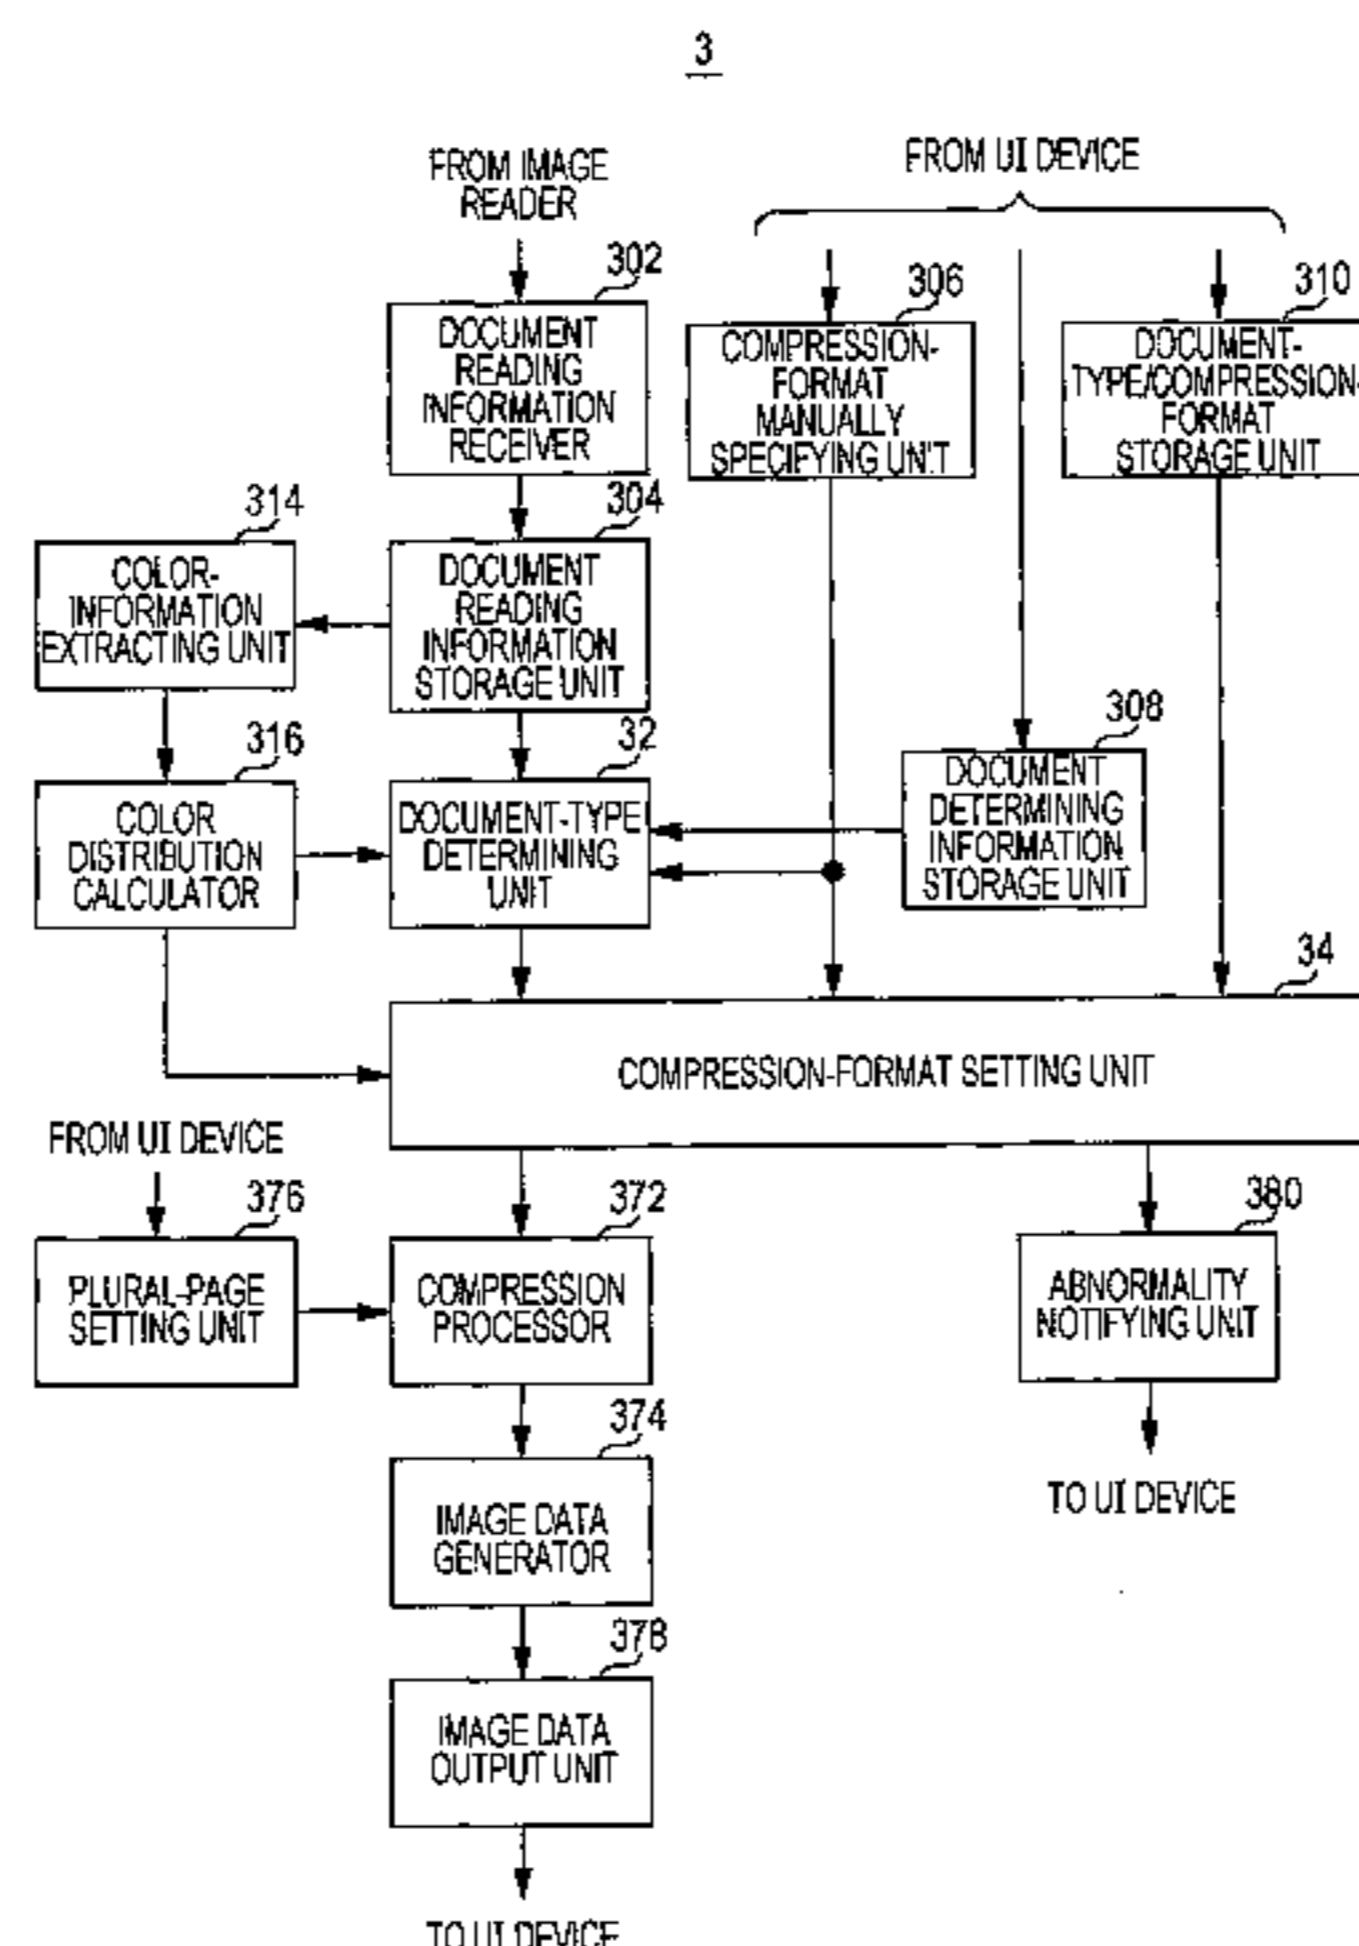 3
FROM IMAGE
READER
FROM UI DEVICE
302
DOCUMENT
READING
INFORMATION
RECEIVER
306
COMPRESSION-
FORMAT
MANUALLY
SPECIFYING UNIT
310
DOCUMENT-
TYPE/COMPRESSION-
FORMAT
STORAGE UNIT
314
COLOR-
INFORMATION
EXTRACTING UNIT
304
DOCUMENT
READING
INFORMATION
STORAGE UNIT
316
COLOR
DISTRIBUTION
CALCULATOR
32
DOCUMENT-TYPE
DETERMINING
UNIT
308
DOCUMENT
DETERMINING
INFORMATION
STORAGE UNIT
34
COMPRESSION-FORMAT SETTING UNIT
FROM UI DEVICE
376
PLURAL-PAGE
SETTING UNIT
372
COMPRESSION
PROCESSOR
380
ABNORMALITY
NOTIFYING UNIT
TO UI DEVICE
374
IMAGE DATA
GENERATOR
378
IMAGE DATA
OUTPUT UNIT
TO UI DEVICE